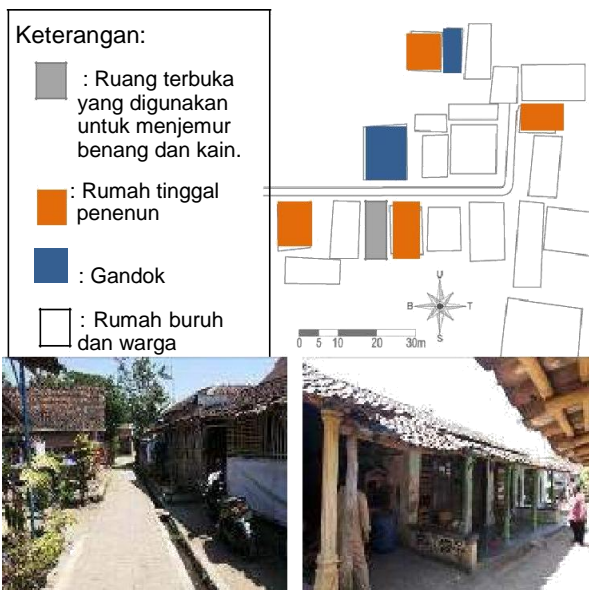 Keterangan:
: Ruang terbuka
yang digunakan
untuk menjemur
benang dan kain.
: Rumah tinggal
penenun
: Gandok
: Rumah buruh
dan warga
U
B
T
S
0 5 10 20 30m